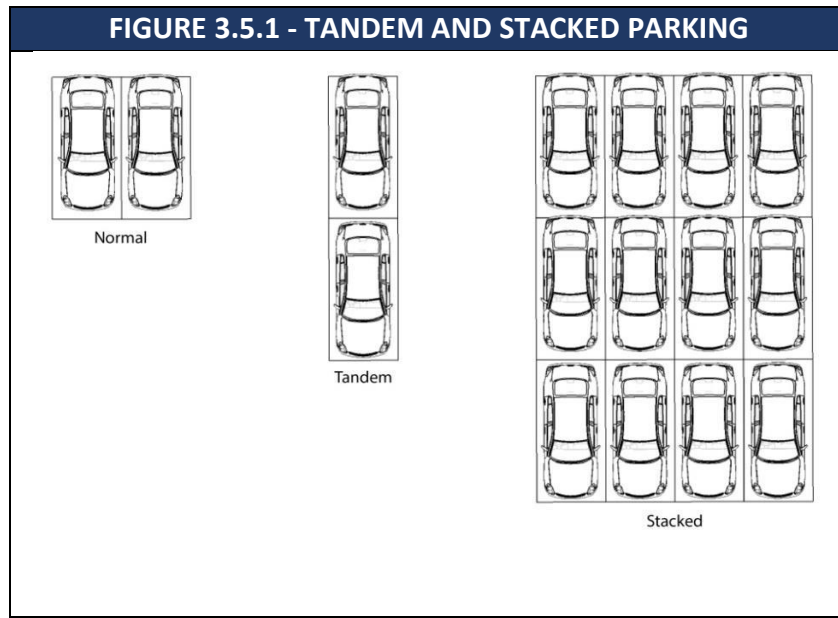 FIGURE 3.5.1 - TANDEM AND STACKED PARKING
Normal
Tandem
Stacked